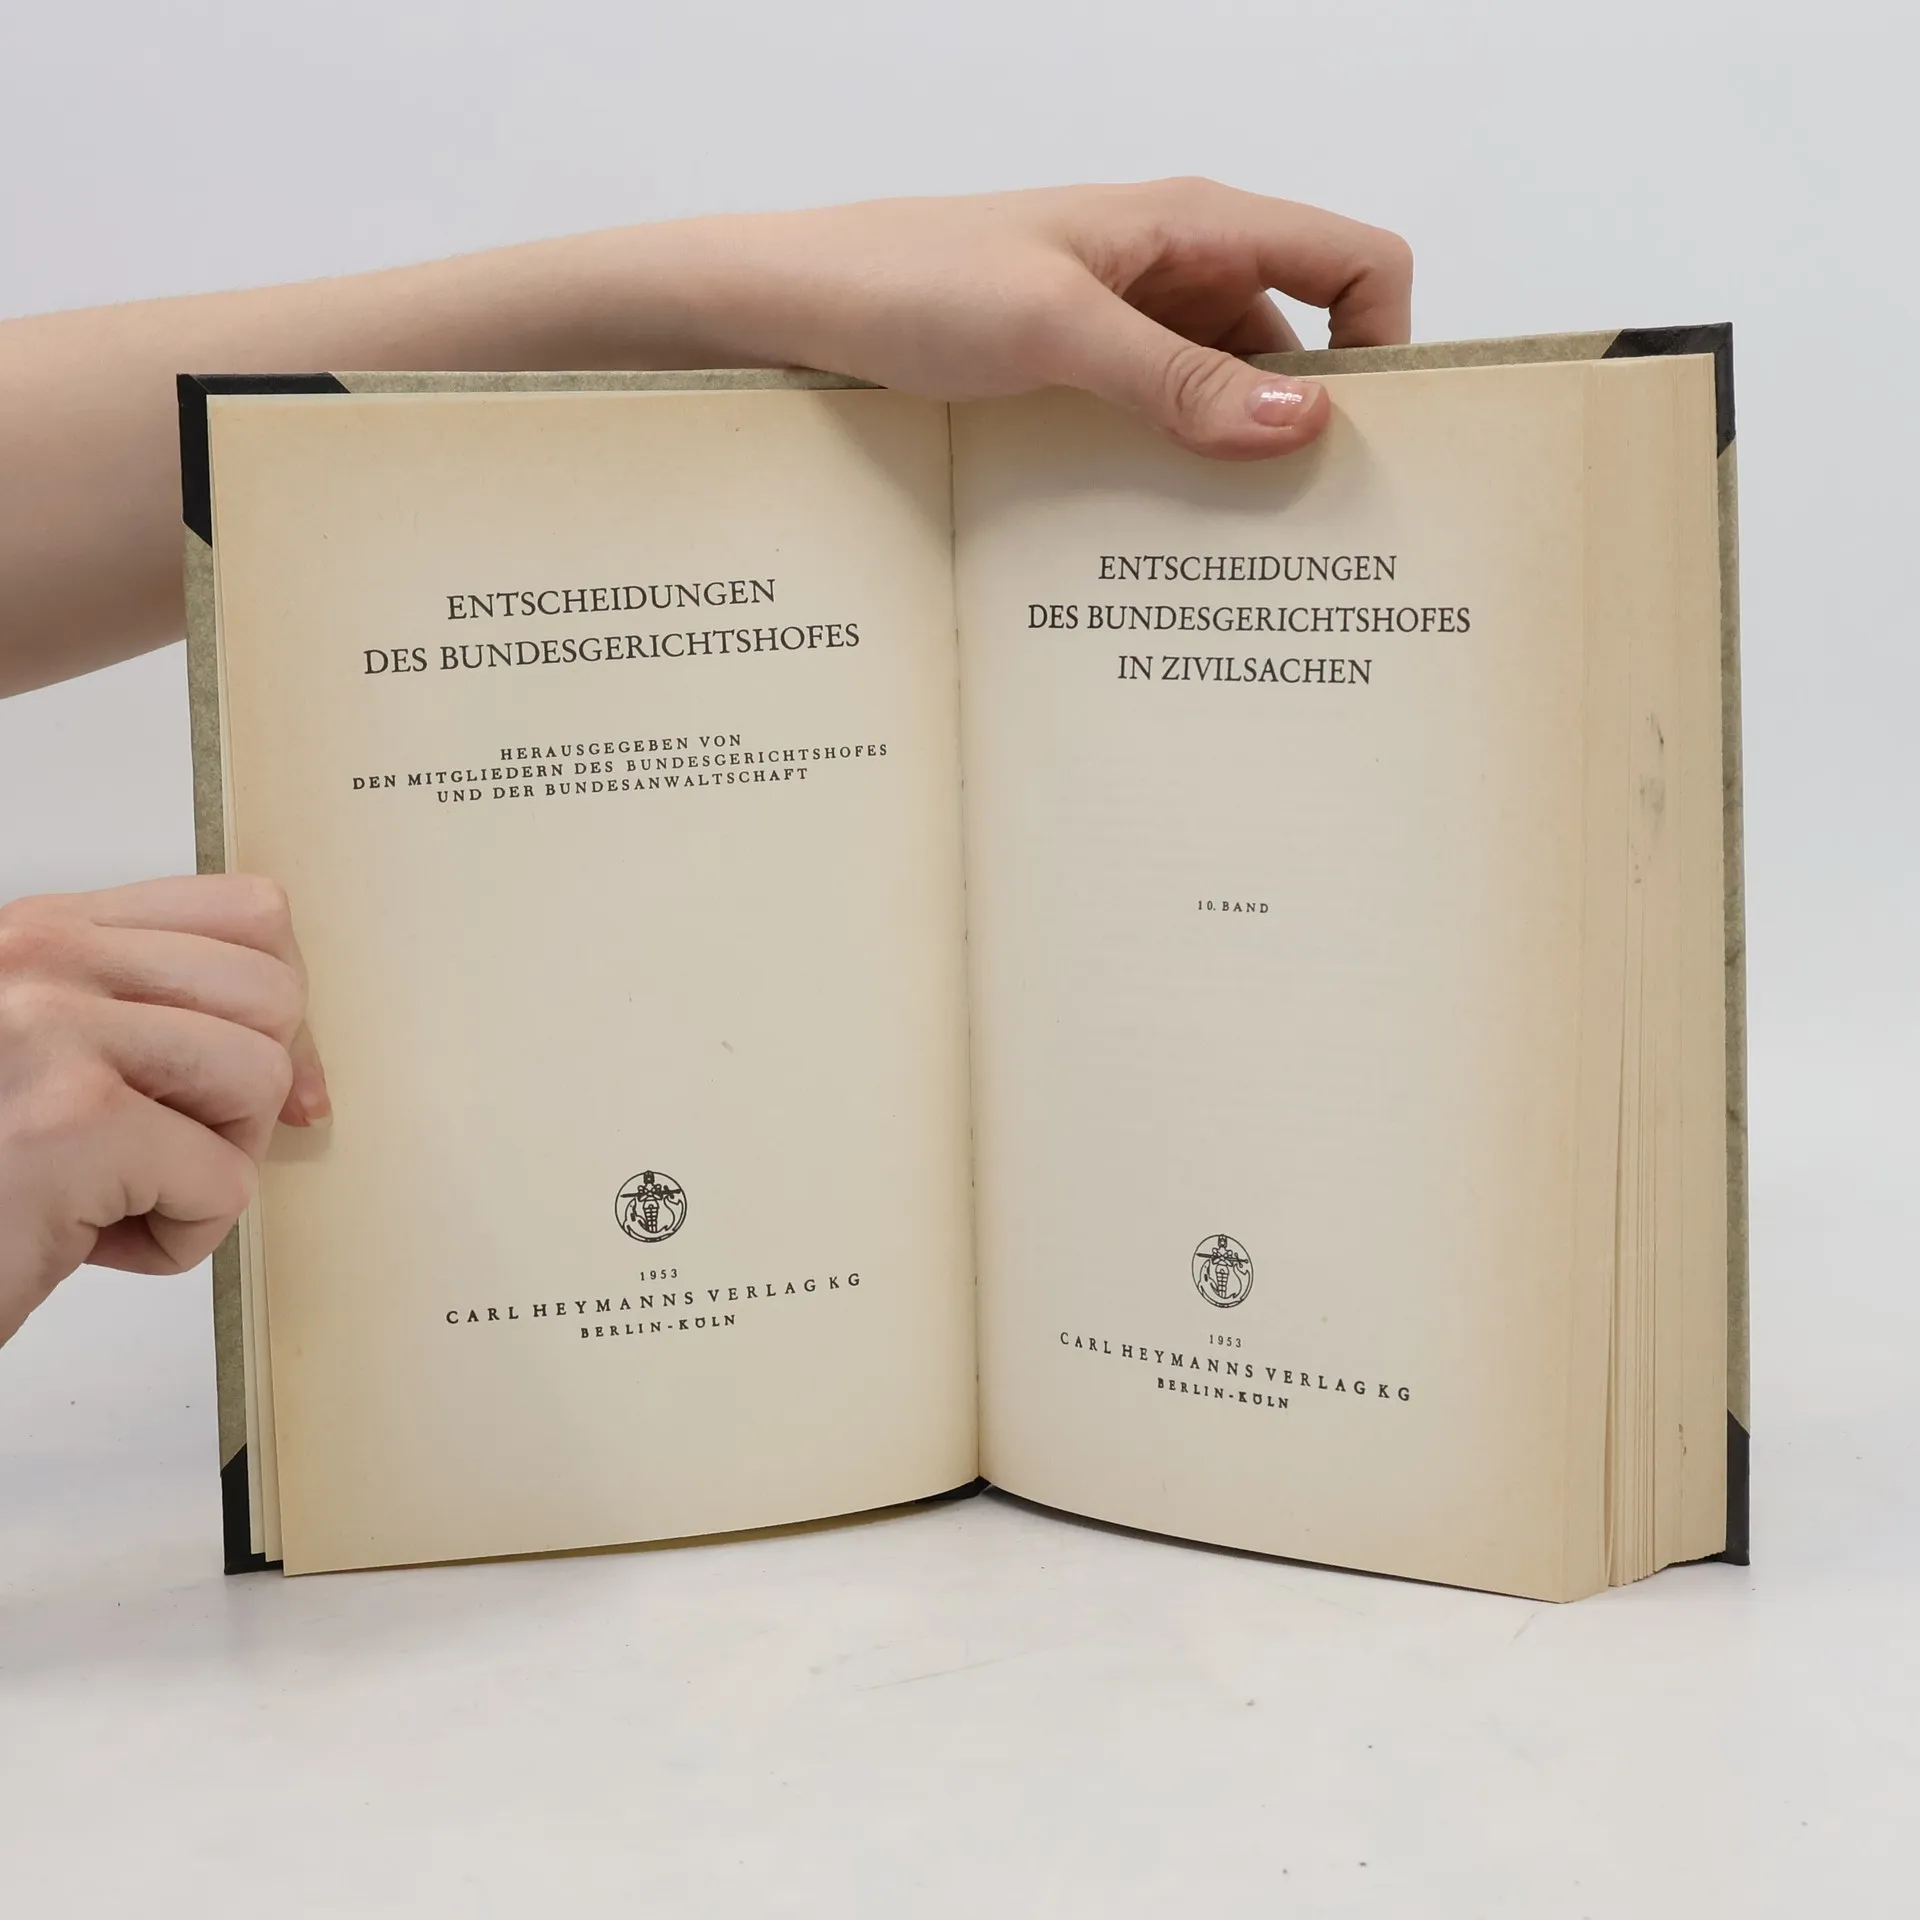 ENTSCHEIDUNGEN
DES BUNDESGERICHTSHOFES
HERAUSGEGEBEN VON
DEN MITGLIEDERN DES BUNDESGERICHTSHOFES
UND DER BUNDESANWALTSCHAFT
1953
CARL HEYMANNS VERLAG KG
BERLIN-KÖLN
ENTSCHEIDUNGEN
DES BUNDESGERICHTSHOFES
IN ZIVILSACHEN
10. BAND
1953
CARL HEYMANNS VERLAG KG
BERLIN-KÖLN